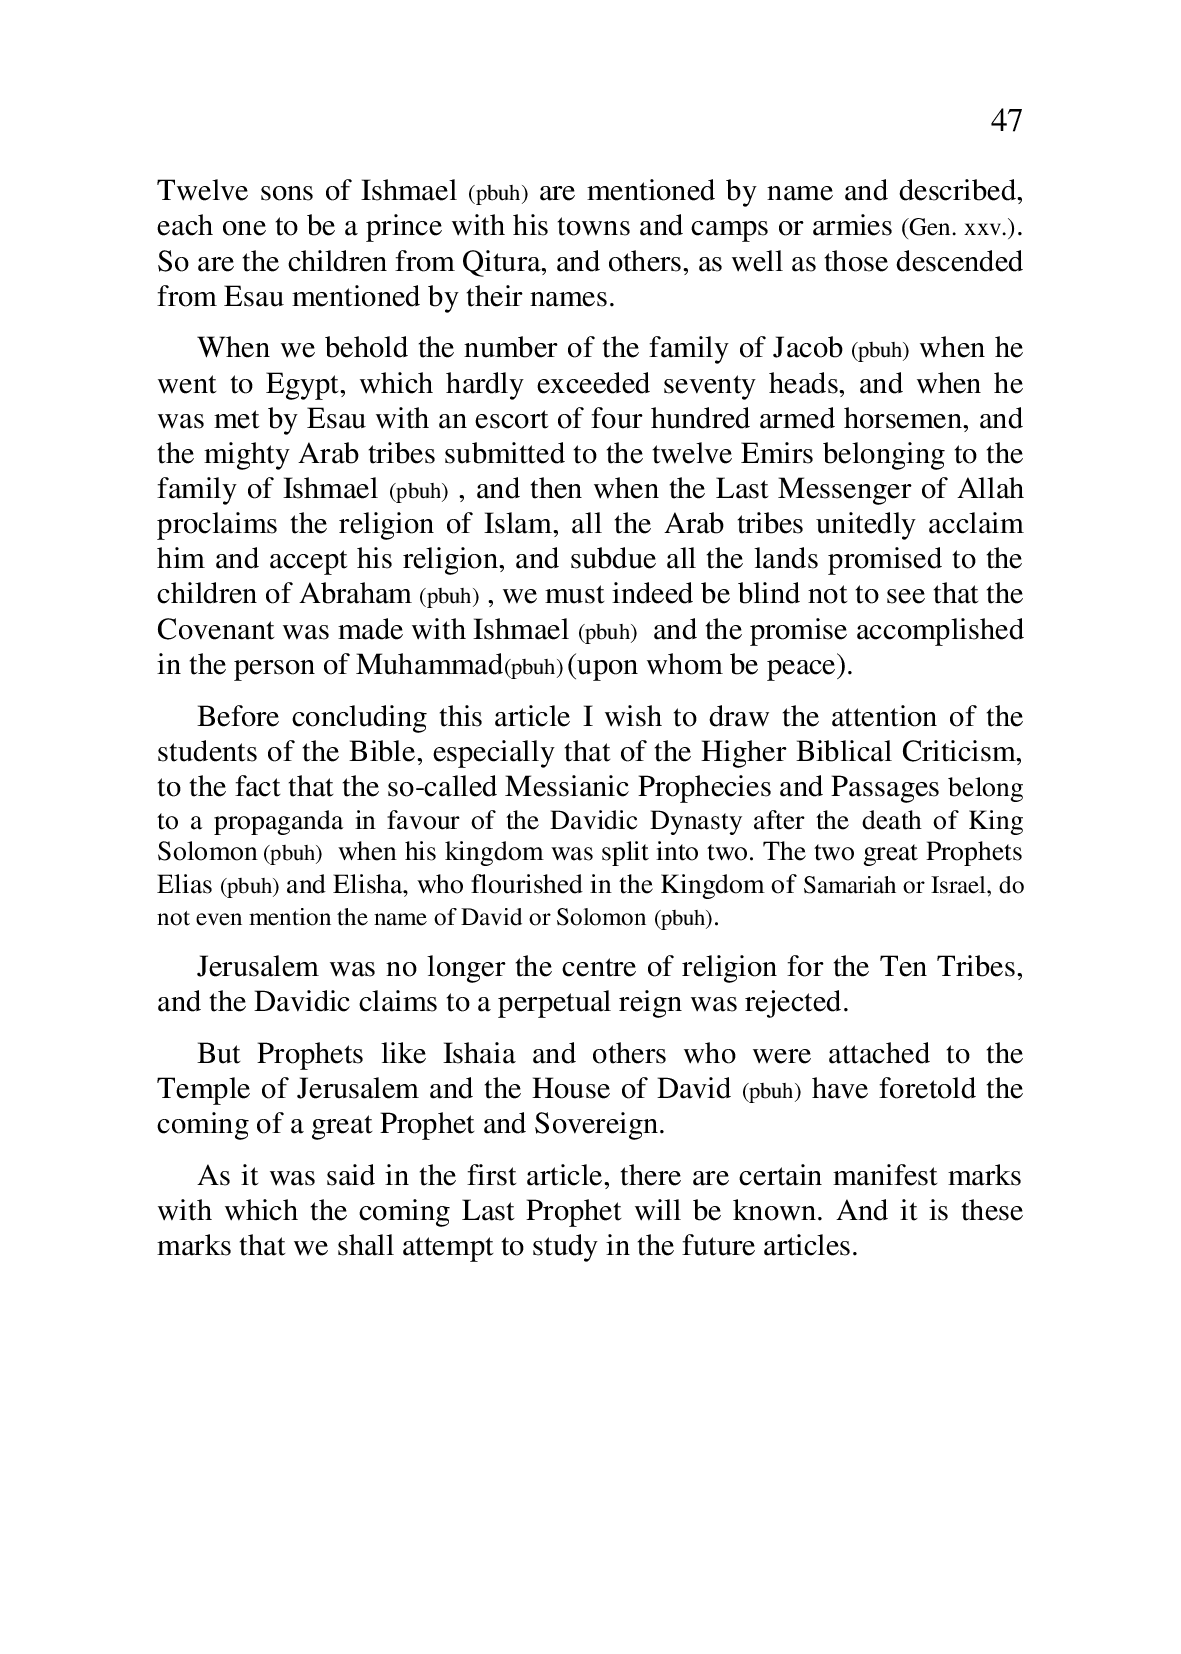 47
Twelve sons of Ishmael (pbuh) are mentioned by name and described,
each one to be a prince with his towns and camps or armies (Gen. xxv.).
So are the children from Qitura, and others, as well as those descended
from Esau mentioned by their names.
When we behold the number of the family of Jacob (pbuh) when he
went to Egypt, which hardly exceeded seventy heads, and when he
was met by Esau with an escort of four hundred armed horsemen, and
the mighty Arab tribes submitted to the twelve Emirs belonging to the
family of Ishmael (pbuh) , and then when the Last Messenger of Allah
proclaims the religion of Islam, all the Arab tribes unitedly acclaim
him and accept his religion, and subdue all the lands promised to the
children of Abraham (pbuh) , we must indeed be blind not to see that the
Covenant was made with Ishmael (pbuh) and the promise accomplished
in the person of Muhammad(pbuh) (upon whom be peace).
Before concluding this article I wish to draw the attention of the
students of the Bible, especially that of the Higher Biblical Criticism,
to the fact that the so-called Messianic Prophecies and Passages belong
to a propaganda in favour of the Davidic Dynasty after the death of King
Solomon (pbuh) when his kingdom was split into two. The two great Prophets
Elias (pbuh) and Elisha, who flourished in the Kingdom of Samariah or Israel, do
not even mention the name of David or Solomon (pbuh).
Jerusalem was no longer the centre of religion for the Ten Tribes,
and the Davidic claims to a perpetual reign was rejected.
But Prophets like Ishaia and others who were attached to the
Temple of Jerusalem and the House of David (pbuh) have foretold the
coming of a great Prophet and Sovereign.
As it was said in the first article, there are certain manifest marks
with which the coming Last Prophet will be known. And it is these
marks that we shall attempt to study in the future articles.